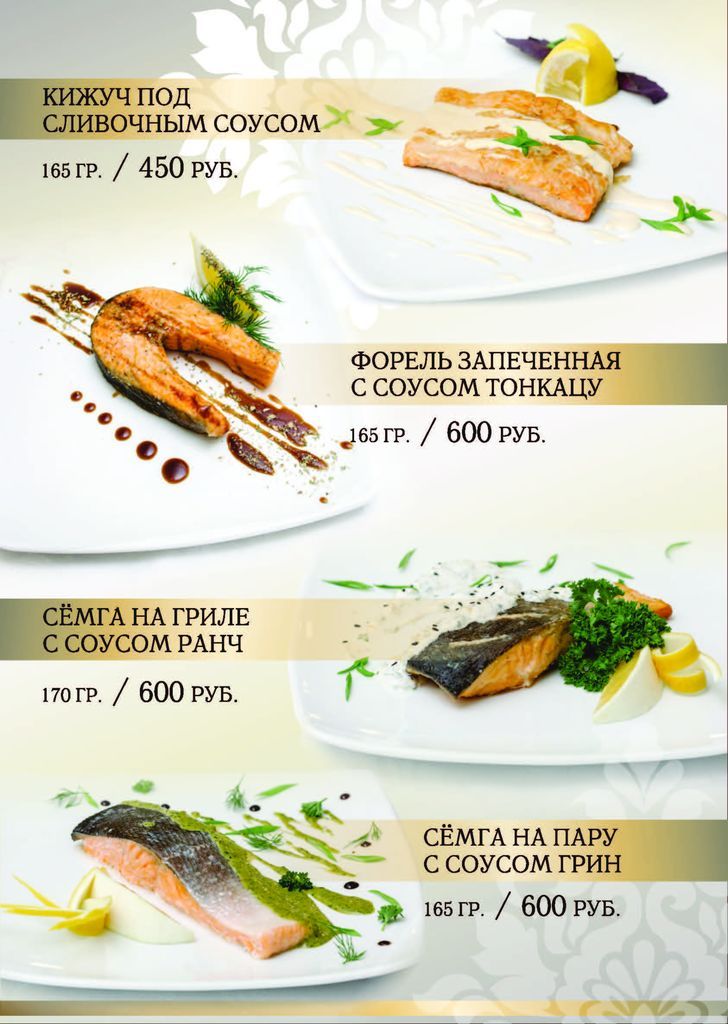 КИЖУЧ ПОД
СЛИВОЧНЫМ СОУСОМ
165 ГР. / 450 РУБ.
ФОРЕЛЬ ЗАПЕЧЕННАЯ
С СОУСОМ ТОНКАЦУ
165 ГР. / 600 РУБ.
СЁМГА НА ГРИЛЕ
С СОУСОМ РАНЧ
170 ГР. / 600 РУБ.
СЁМГА НА ПАРУ
С СОУСОМ ГРИН
165 ГР. / 600 РУБ.